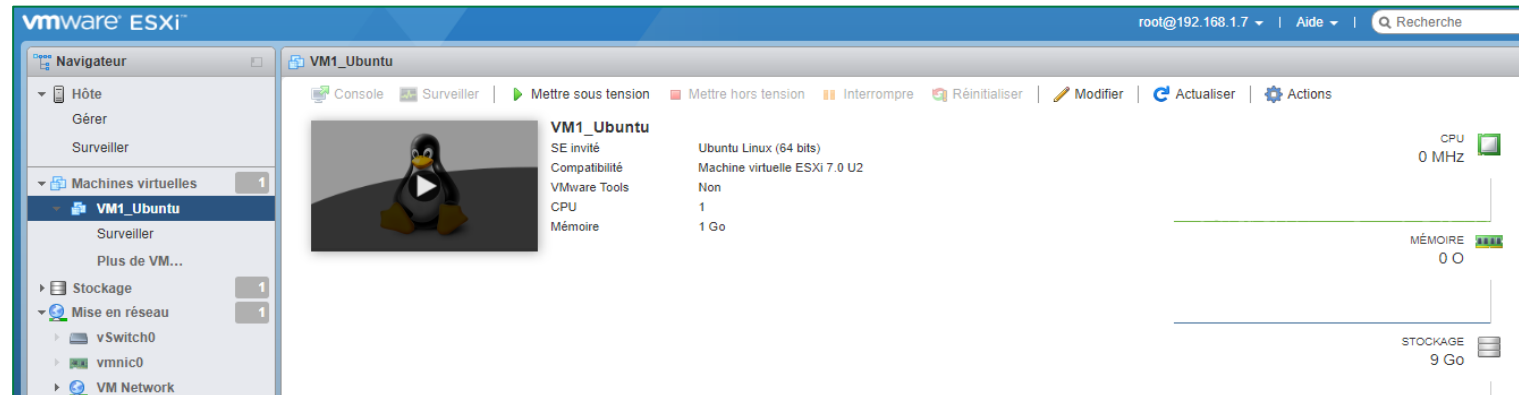 vmware ESXi™
root@192.168.1.7 | Aide | Recherche
Navigateur
VM1_Ubuntu
Hôte
Gérer
Surveiller
Machines virtuelles 1
VM1_Ubuntu
Surveiller
Plus de VM...
Stockage 1
Mise en réseau 1
vSwitch0
vmnic0
VM Network
Console Surveiller | Mettre sous tension Mettre hors tension Interrompre Réinitialiser | Modifier | Actualiser | Actions
VM1_Ubuntu
SE invité Ubuntu Linux (64 bits)
Compatibilité Machine virtuelle ESXi 7.0 U2
VMware Tools Non
CPU 1
Mémoire 1 Go
CPU
0 MHz
MÉMOIRE
0 O
STOCKAGE
9 Go